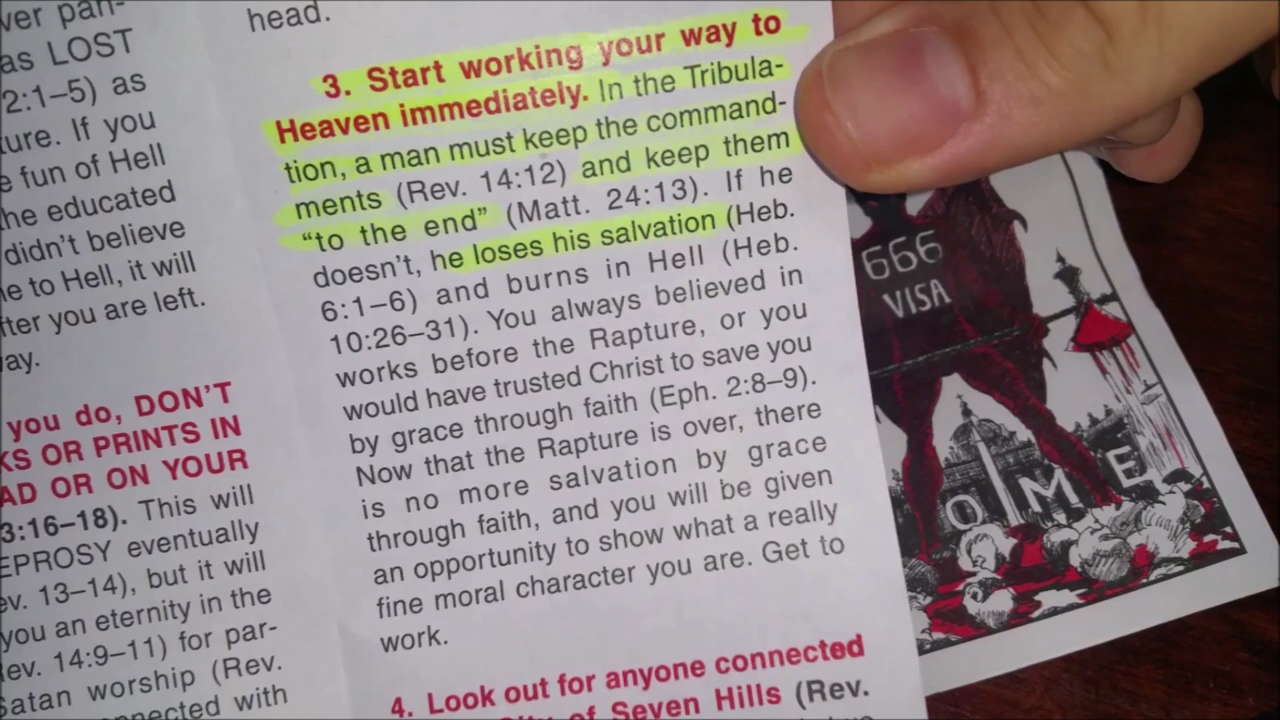 ver pan-
as LOST
2:1–5) as
ture. If you
e fun of Hell
he educated
didn't believe
e to Hell, it will
fter you are left.
ay.
you do, DON'T
KS OR PRINTS IN
AD OR ON YOUR
3:16–18). This will
EPROSY eventually
ev. 13–14), but it will
you an eternity in the
ev. 14:9–11) for par-
Satan worship (Rev.
nnected with
head.
3. Start working your way to
Heaven immediately. In the Tribula-
tion, a man must keep the command-
ments (Rev. 14:12) and keep them
“to the end” (Matt. 24:13). If he
doesn't, he loses his salvation (Heb.
6:1–6) and burns in Hell (Heb.
10:26–31). You always believed in
works before the Rapture, or you
would have trusted Christ to save you
by grace through faith (Eph. 2:8–9).
Now that the Rapture is over, there
is no more salvation by grace
through faith, and you will be given
an opportunity to show what a really
fine moral character you are. Get to
work.
4. Look out for anyone connected
of Seven Hills (Rev.
666
VISA
OME